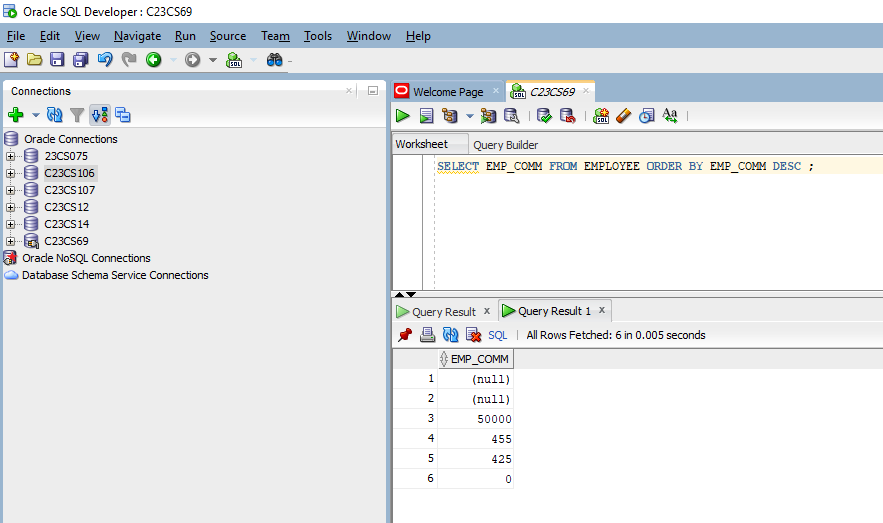 Oracle SQL Developer : C23CS69
File Edit View Navigate Run Source Team Tools Window Help
Connections
Oracle Connections
23CS075
C23CS106
C23CS107
C23CS12
C23CS14
C23CS69
Oracle NoSQL Connections
Database Schema Service Connections
Welcome Page
C23CS69
Worksheet Query Builder
SELECT EMP_COMM FROM EMPLOYEE ORDER BY EMP_COMM DESC ;
Query Result x Query Result 1 x
SQL | All Rows Fetched: 6 in 0.005 seconds
EMP_COMM
1 (null)
2 (null)
3 50000
4 455
5 425
6 0